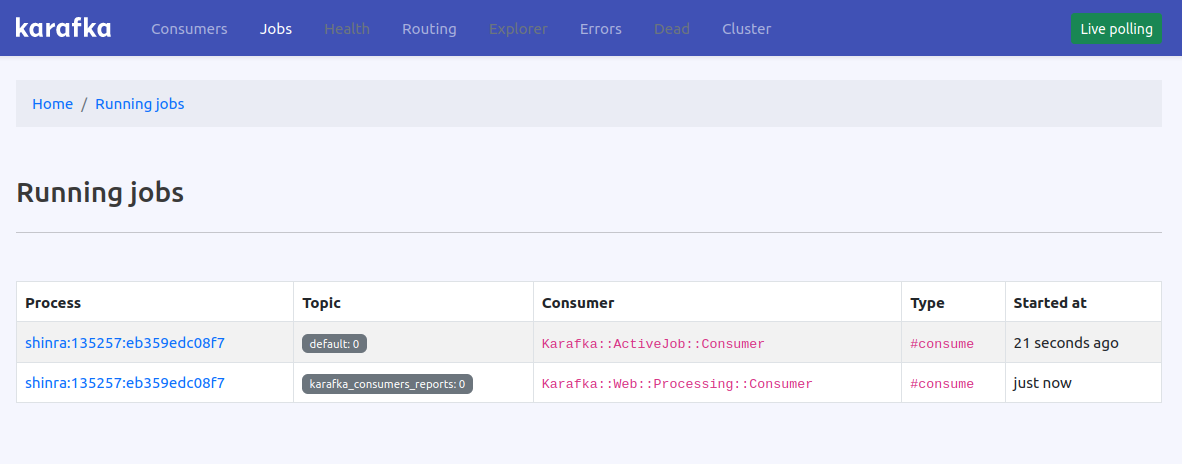 karafka Consumers Jobs Health Routing Explorer Errors Dead Cluster Live polling
Home / Running jobs
Running jobs
Process Topic Consumer Type Started at
shinra:135257:eb359edc08f7 default: 0 Karafka::ActiveJob::Consumer #consume 21 seconds ago
shinra:135257:eb359edc08f7 karafka_consumers_reports: 0 Karafka::Web::Processing::Consumer #consume just now